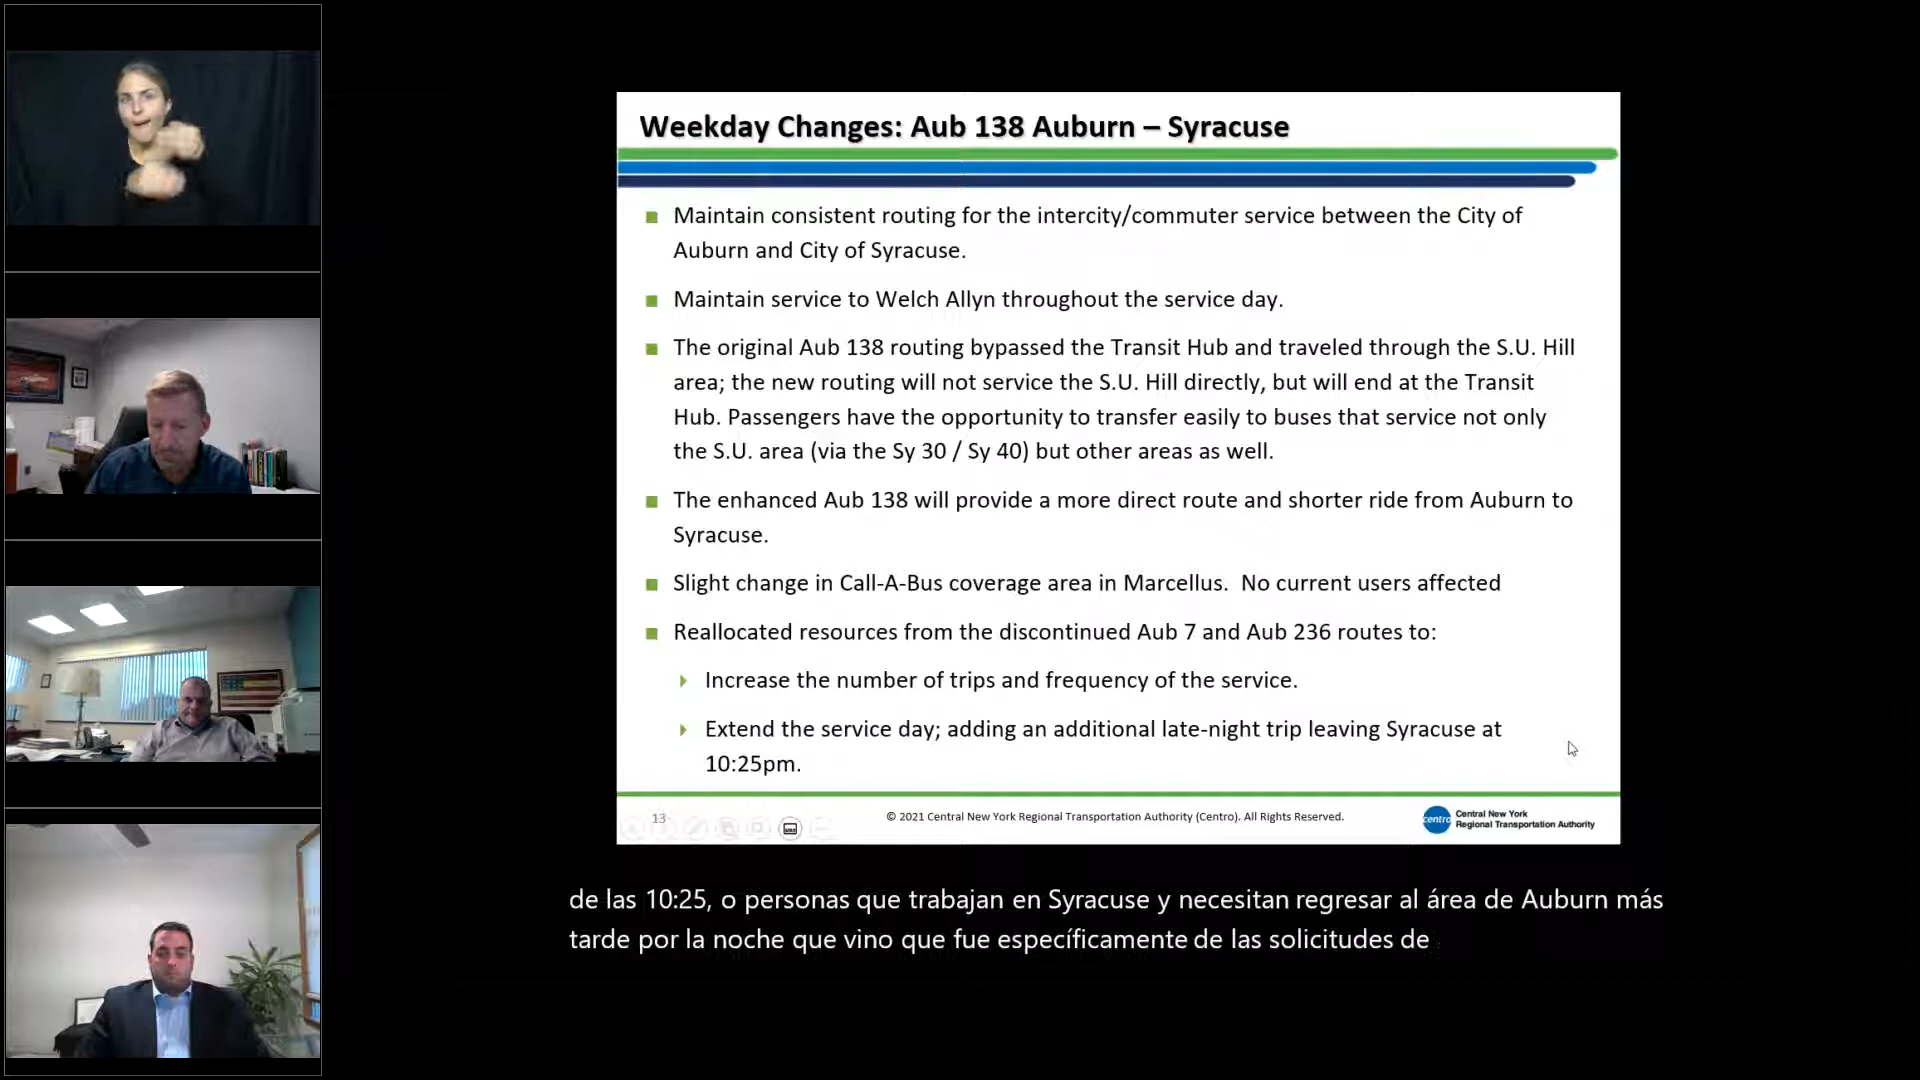 Weekday Changes: Aub 138 Auburn – Syracuse
Maintain consistent routing for the intercity/commuter service between the City of
Auburn and City of Syracuse.
Maintain service to Welch Allyn throughout the service day.
The original Aub 138 routing bypassed the Transit Hub and traveled through the S.U. Hill
area; the new routing will not service the S.U. Hill directly, but will end at the Transit
Hub. Passengers have the opportunity to transfer easily to buses that service not only
the S.U. area (via the Sy 30 / Sy 40) but other areas as well.
The enhanced Aub 138 will provide a more direct route and shorter ride from Auburn to
Syracuse.
Slight change in Call-A-Bus coverage area in Marcellus.  No current users affected
Reallocated resources from the discontinued Aub 7 and Aub 236 routes to:
Increase the number of trips and frequency of the service.
Extend the service day; adding an additional late-night trip leaving Syracuse at
10:25pm.
13
© 2021 Central New York Regional Transportation Authority (Centro). All Rights Reserved.
centro
Central New York
Regional Transportation Authority
de las 10:25, o personas que trabajan en Syracuse y necesitan regresar al área de Auburn más
tarde por la noche que vino que fue específicamente de las solicitudes de